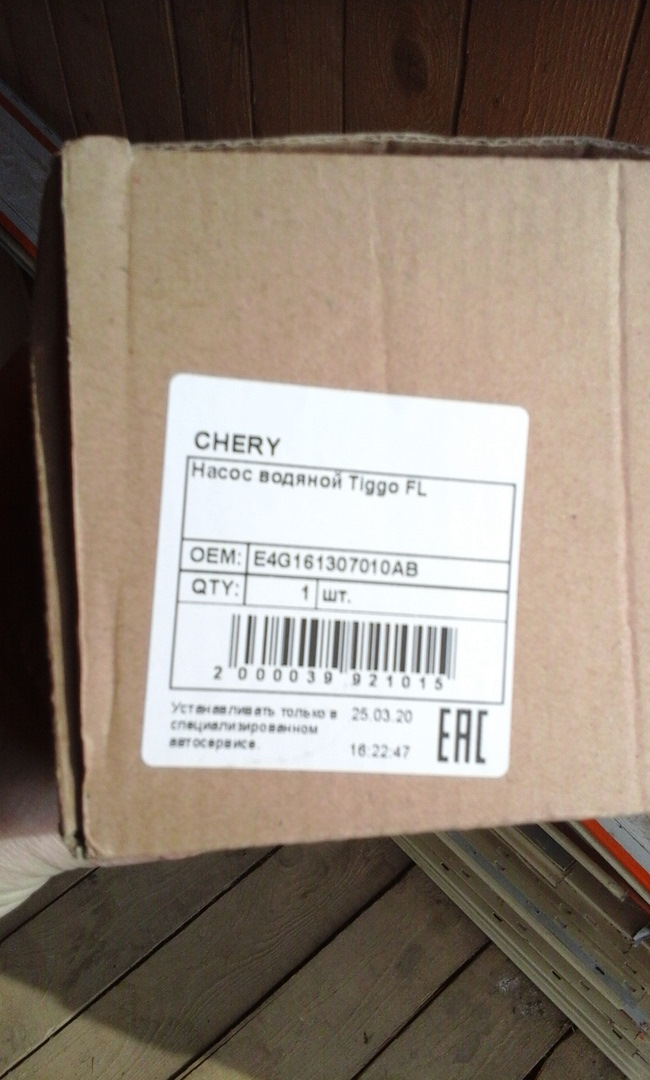 CHERY
Насос водяной Tiggo FL
OEM: E4G161307010AB
QTY: 1 шт.
2 000039 921015
Устанавливать только в 25.03.20
специализированном
автосервисе. 16:22:47
EAC